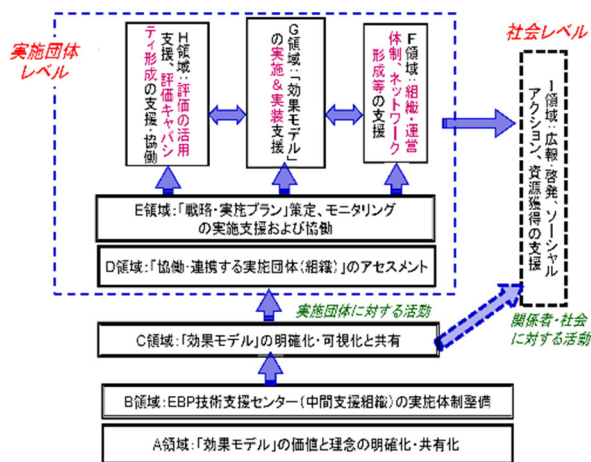 実施団体
レベル
H領域:評価の活用
支援、評価キャパシ
ティ形成の支援・協働
G領域:「効果モデル」
の実施&実装支援
F領域:組織・運営
体制、ネットワーク
形成等の支援
社会レベル
I領域:広報・啓発、ソーシャル
アクション、資源獲得の支援
E領域:「戦略・実施プラン」策定、モニタリング
の実施支援および協働
D領域:「協働・連携する実施団体(組織)」のアセスメント
実施団体に対する活動
関係者・社会
に対する活動
C領域:「効果モデル」の明確化・可視化と共有
B領域:EBP技術支援センター(中間支援組織)の実施体制整備
A領域:「効果モデル」の価値と理念の明確化・共有化